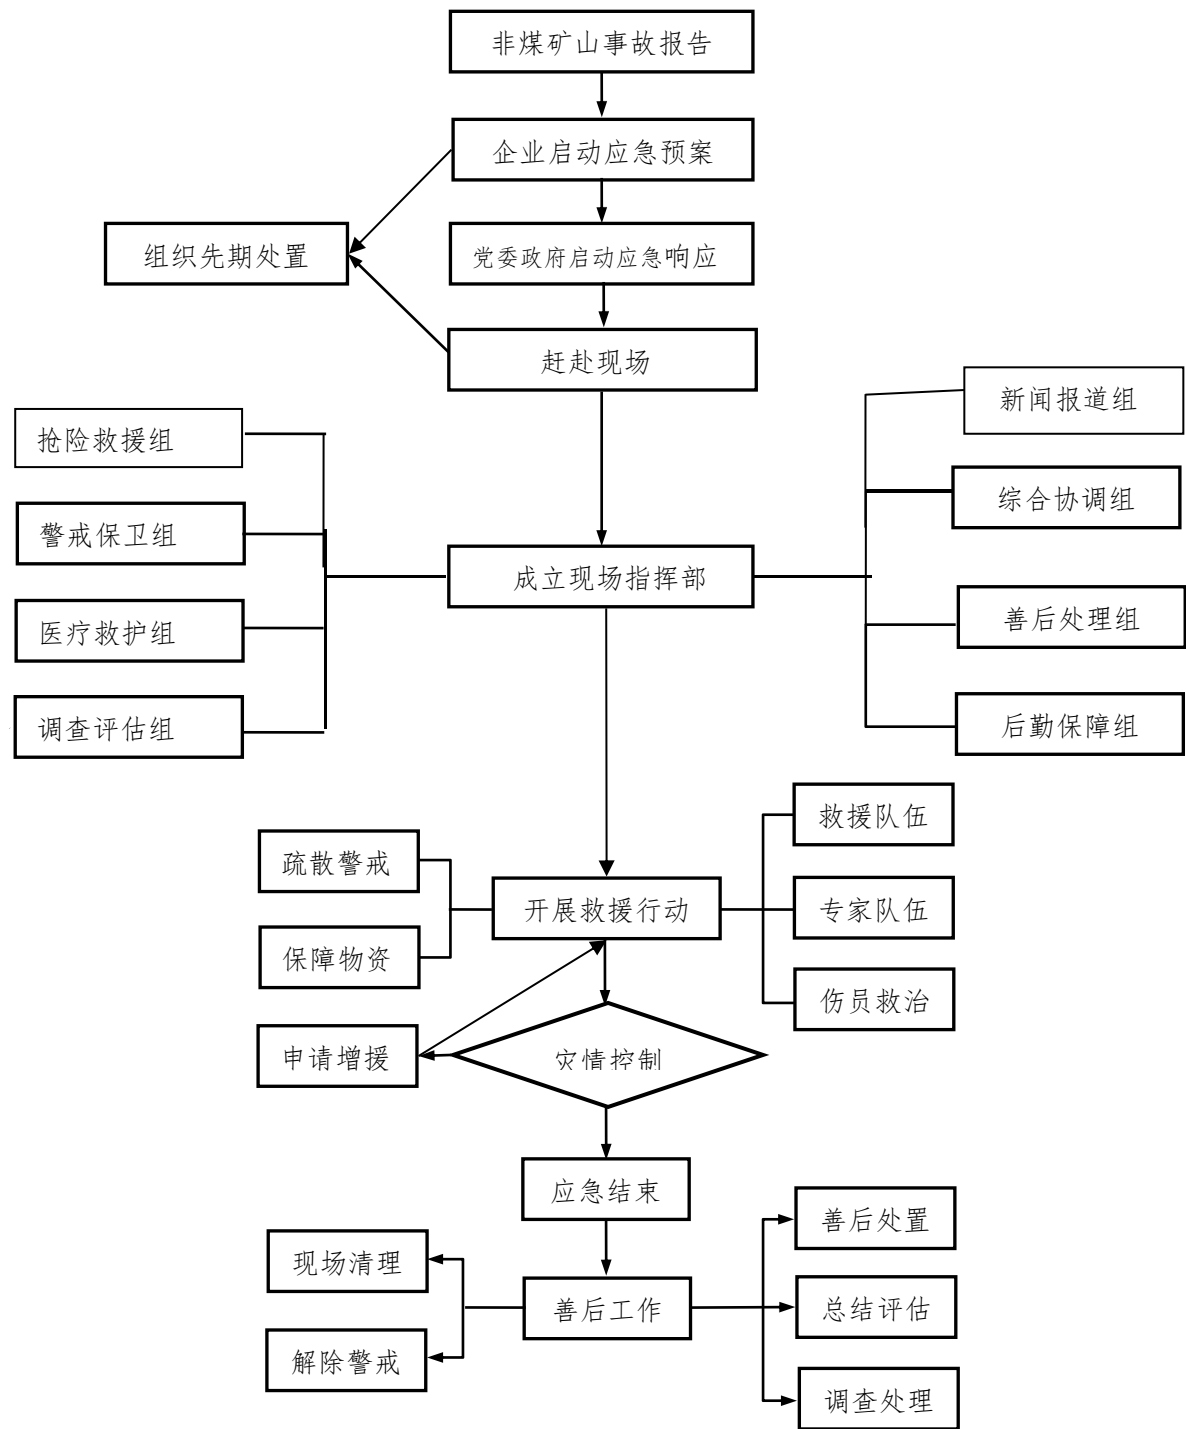 非煤矿山事故报告
企业启动应急预案
组织先期处置
党委政府启动应急响应
赶赴现场
新闻报道组
抢险救援组
综合协调组
警戒保卫组
成立现场指挥部
善后处理组
医疗救护组
后勤保障组
调查评估组
救援队伍
疏散警戒
开展救援行动
专家队伍
保障物资
伤员救治
申请增援
灾情控制
应急结束
善后处置
现场清理
善后工作
总结评估
解除警戒
调查处理